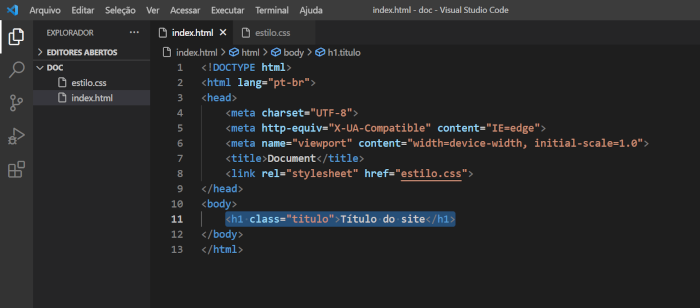 Arquivo Editar Seleção Ver Acessar Executar Terminal Ajuda index.html - doc - Visual Studio Code
EXPLORADOR
EDITORES ABERTOS
DOC
estilo.css
index.html
index.html estilo.css
index.html > html > body > h1.titulo
1 <!DOCTYPE html>
2 <html lang="pt-br">
3 <head>
4 <meta charset="UTF-8">
5 <meta http-equiv="X-UA-Compatible" content="IE=edge">
6 <meta name="viewport" content="width=device-width, initial-scale=1.0">
7 <title>Document</title>
8 <link rel="stylesheet" href="estilo.css">
9 </head>
10 <body>
11 <h1 class="titulo">Título do site</h1>
12 </body>
13 </html>